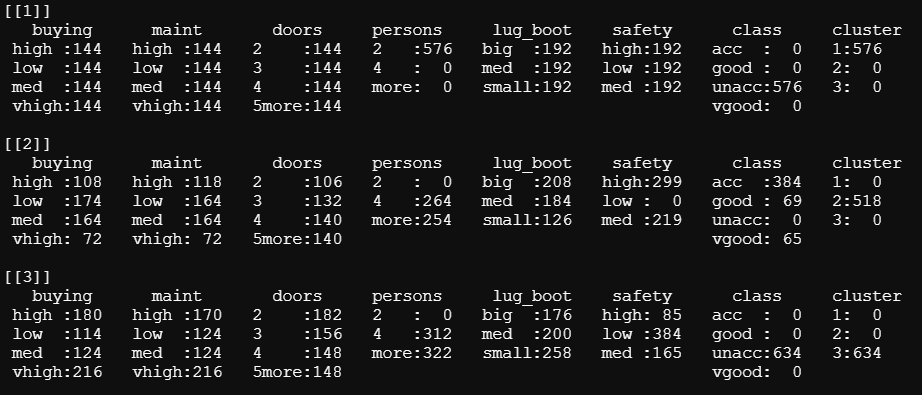 [[1]]
buying maint doors persons lug_boot safety class cluster
high :144 high :144 2 :144 2 :576 big :192 high:192 acc : 0 1:576
low :144 low :144 3 :144 4 : 0 med :192 low :192 good : 0 2: 0
med :144 med :144 4 :144 more: 0 small:192 med :192 unacc:576 3: 0
vhigh:144 vhigh:144 5more:144 vgood: 0
[[2]]
buying maint doors persons lug_boot safety class cluster
high :108 high :118 2 :106 2 : 0 big :208 high:299 acc :384 1: 0
low :174 low :164 3 :132 4 :264 med :184 low : 0 good : 69 2:518
med :164 med :164 4 :140 more:254 small:126 med :219 unacc: 0 3: 0
vhigh: 72 vhigh: 72 5more:140 vgood: 65
[[3]]
buying maint doors persons lug_boot safety class cluster
high :180 high :170 2 :182 2 : 0 big :176 high: 85 acc : 0 1: 0
low :114 low :124 3 :156 4 :312 med :200 low :384 good : 0 2: 0
med :124 med :124 4 :148 more:322 small:258 med :165 unacc:634 3:634
vhigh:216 vhigh:216 5more:148 vgood: 0